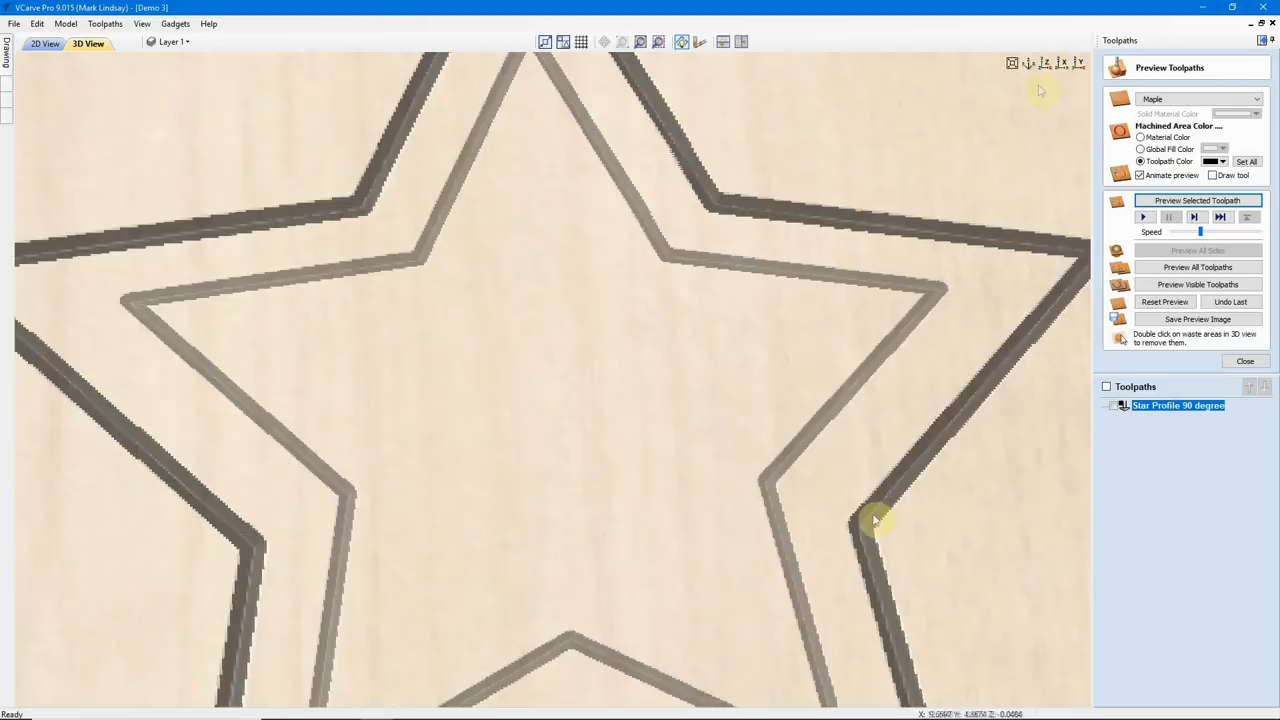 VCarve Pro 9.015 (Mark Lindsay) - [Demo 3]
File Edit Model Toolpaths View Gadgets Help
2D View 3D View Layer 1
Drawing
Toolpaths
Z X Y
Preview Toolpaths
Maple
Solid Material Color
Machined Area Color ....
Material Color
Global Fill Color
Toolpath Color Set All
Animate preview Draw tool
Preview Selected Toolpath
Speed
Preview All Sides
Preview All Toolpaths
Preview Visible Toolpaths
Reset Preview Undo Last
Save Preview Image
Double click on waste areas in 3D view
to remove them.
Close
Toolpaths
Star Profile 90 degree
Ready